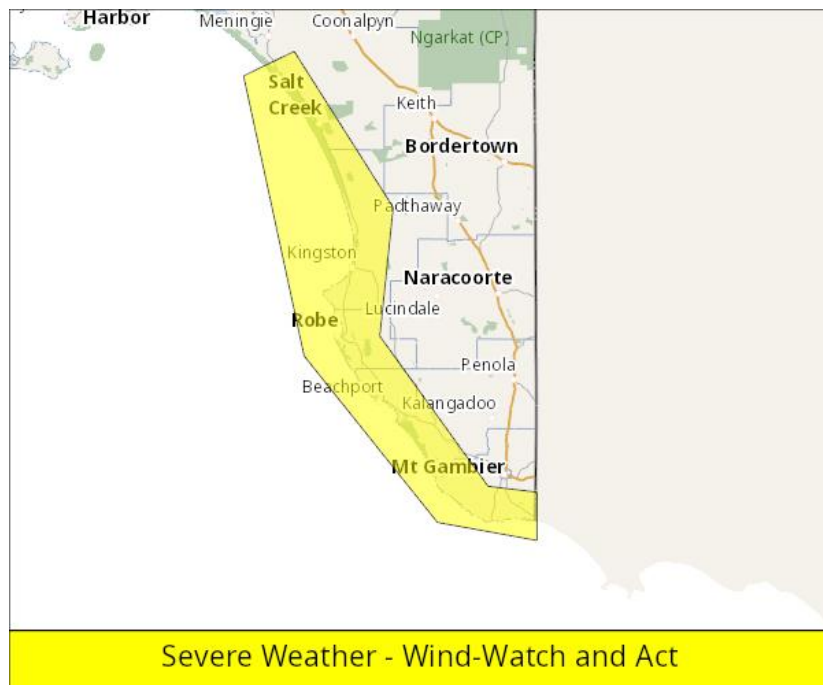 Harbor
Meningie
Coonalpyn
Ngarkat (CP)
Salt
Creek
Keith
Bordertown
Padthaway
Kingston
Naracoorte
Robe
Lucindale
Penola
Beachport
Kalangadoo
Mt Gambier
Severe Weather - Wind-Watch and Act